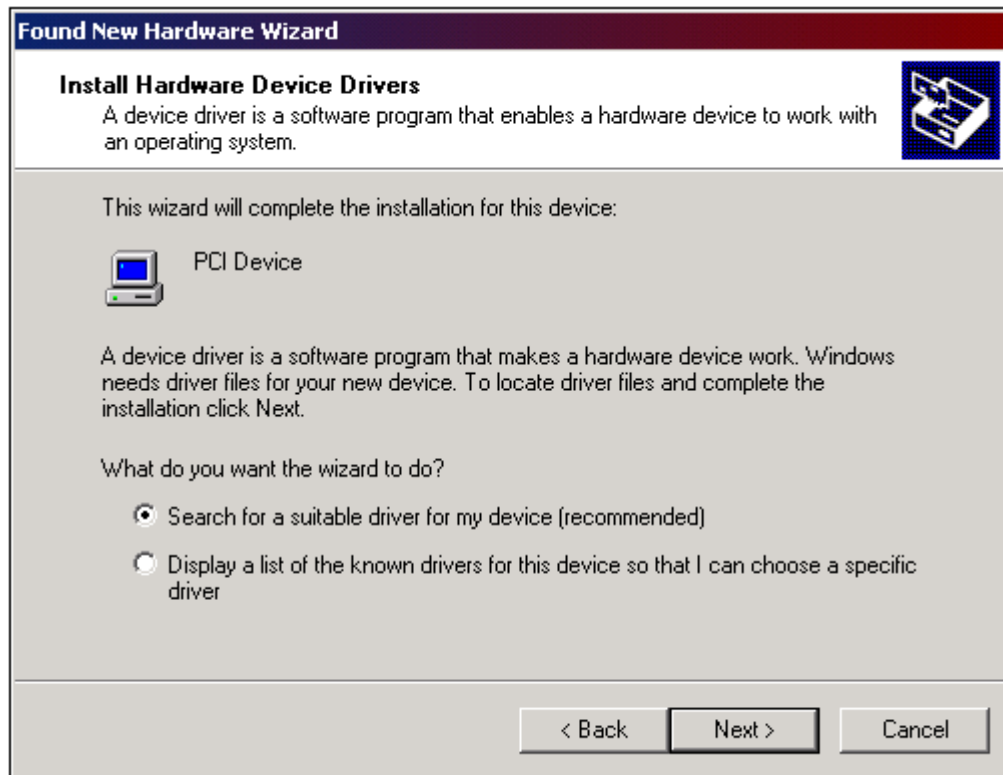 Found New Hardware Wizard
Install Hardware Device Drivers
A device driver is a software program that enables a hardware device to work with
an operating system.
This wizard will complete the installation for this device:
PCI Device
A device driver is a software program that makes a hardware device work. Windows
needs driver files for your new device. To locate driver files and complete the
installation click Next.
What do you want the wizard to do?
Search for a suitable driver for my device (recommended)
Display a list of the known drivers for this device so that I can choose a specific
driver
< Back Next > Cancel